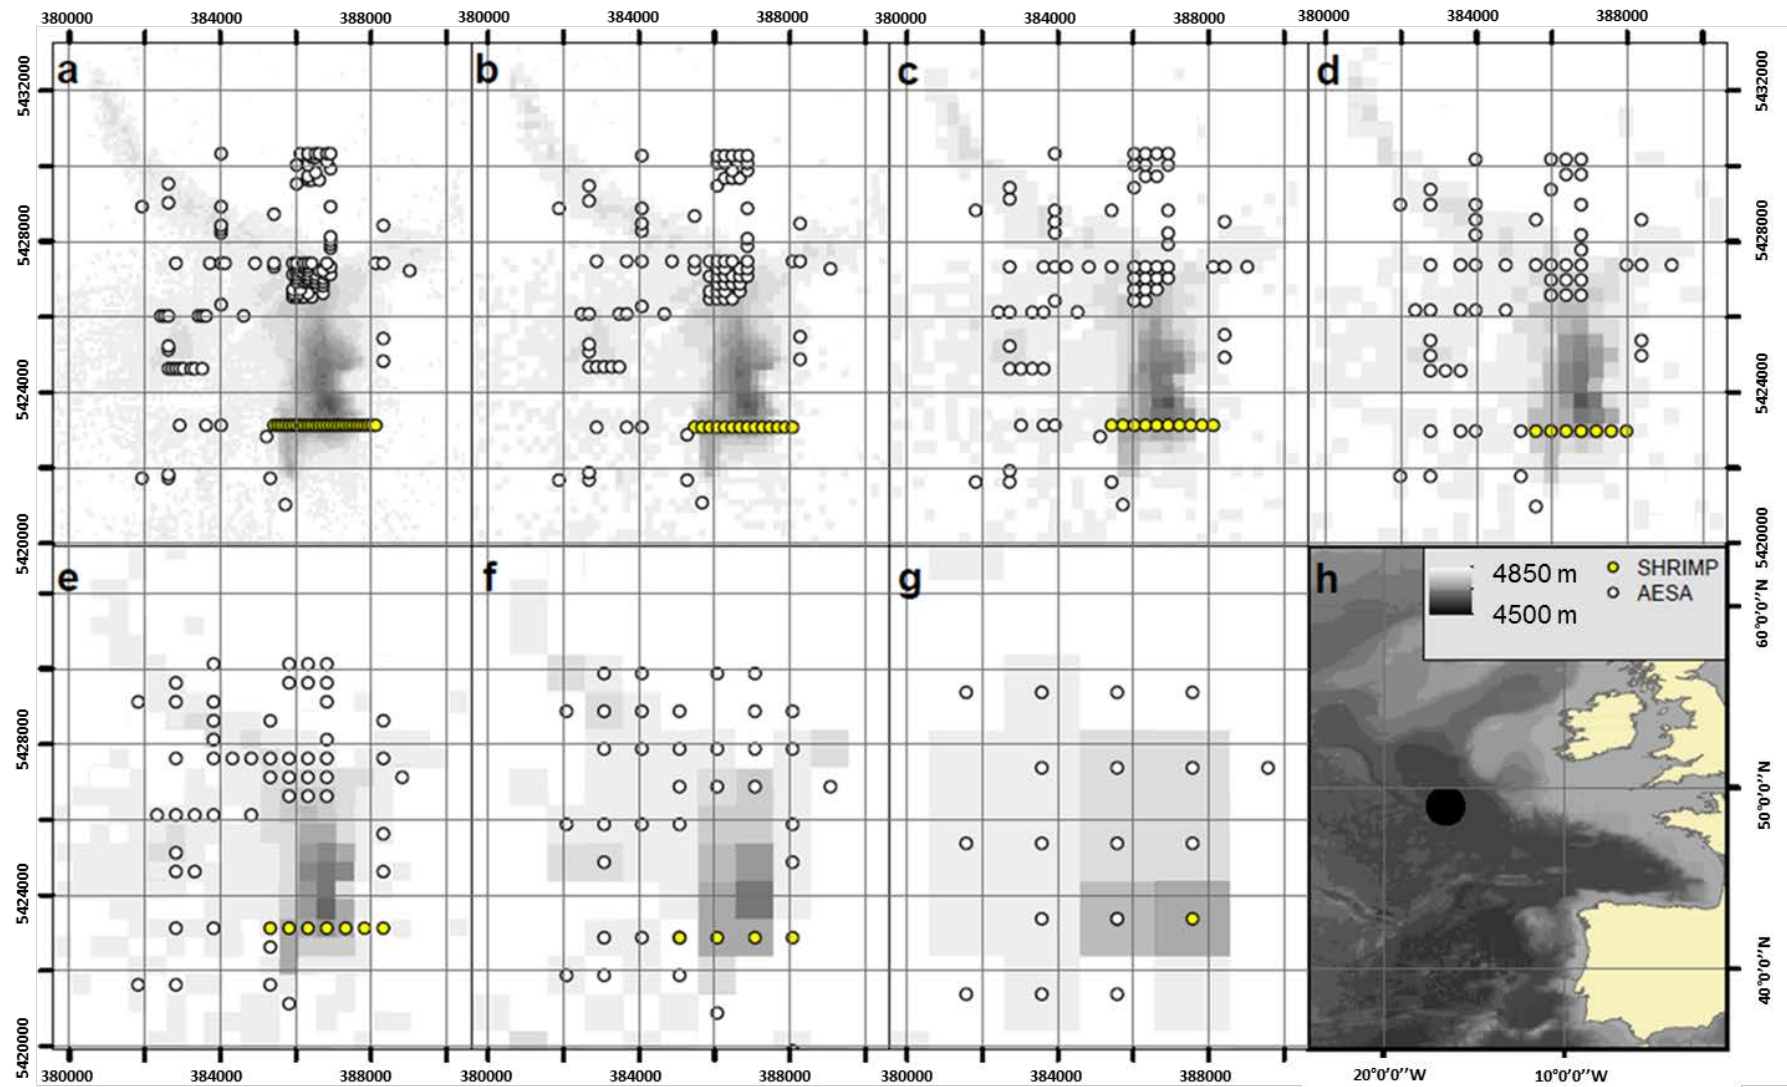 380000 384000 388000 380000 384000 388000 380000 384000 388000 380000 384000 388000
a b c d
5432000 5432000
5428000 5428000
5424000 5424000
5420000 5420000
e f g h
4850 m SHRIMP
4500 m AESA
60°0'0''N
5428000 50°0'0''N
5424000
40°0'0''N
5420000
380000 384000 388000 380000 384000 388000 380000 384000 388000 20°0'0''W 10°0'0''W